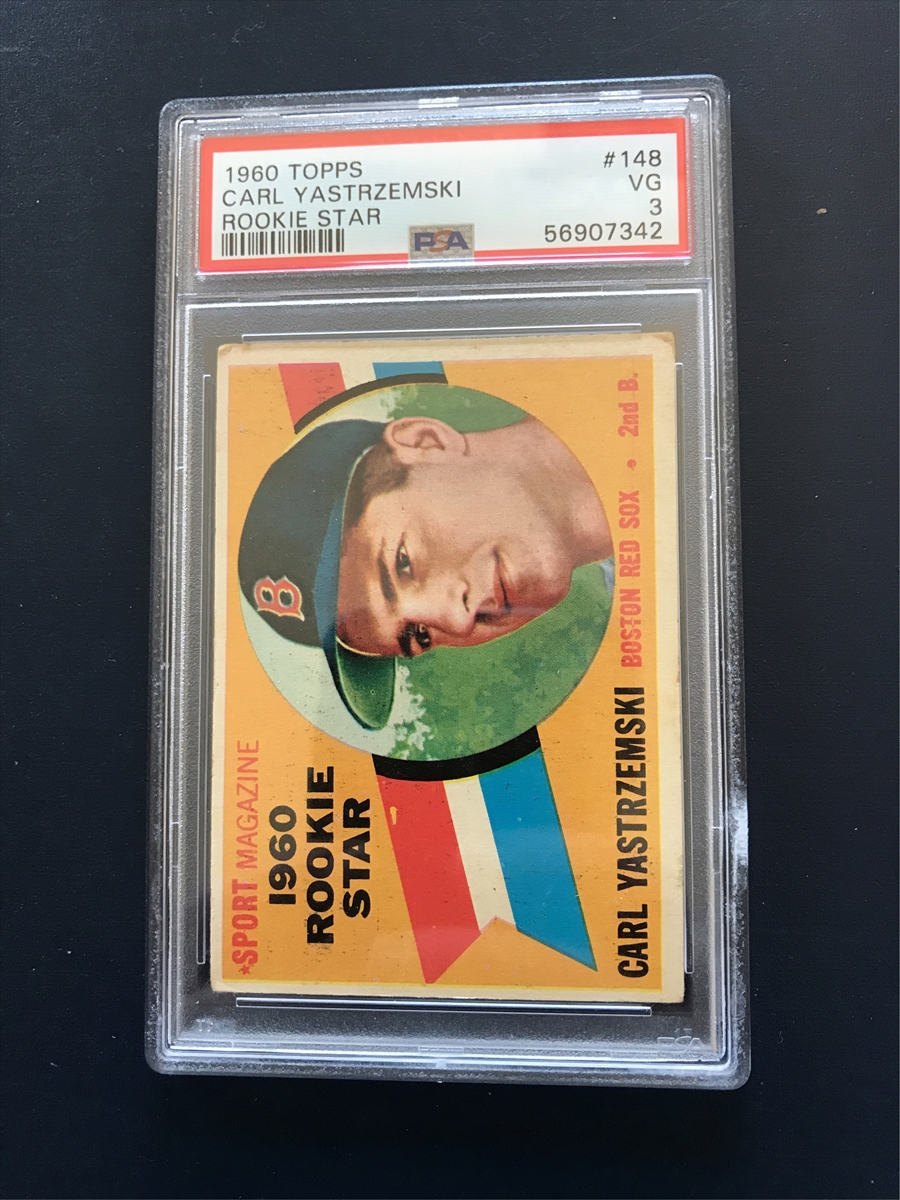 1960 TOPPS #148
CARL YASTRZEMSKI VG
ROOKIE STAR 3
PSA 56907342
B
★SPORT MAGAZINE
1960
ROOKIE
STAR
CARL YASTRZEMSKI BOSTON RED SOX • 2nd B.
PSA